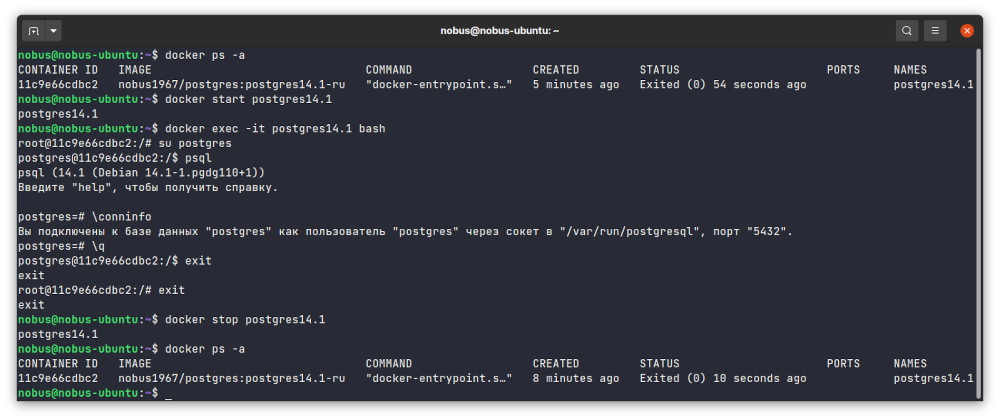 nobus@nobus-ubuntu: ~
nobus@nobus-ubuntu:~$ docker ps -a
CONTAINER ID   IMAGE                              COMMAND                  CREATED         STATUS                      PORTS     NAMES
11c9e66cdbc2   nobus1967/postgres:postgres14.1-ru   "docker-entrypoint.s…"   5 minutes ago   Exited (0) 54 seconds ago             postgres14.1
nobus@nobus-ubuntu:~$ docker start postgres14.1
postgres14.1
nobus@nobus-ubuntu:~$ docker exec -it postgres14.1 bash
root@11c9e66cdbc2:/# su postgres
postgres@11c9e66cdbc2:/$ psql
psql (14.1 (Debian 14.1-1.pgdg110+1))
Введите "help", чтобы получить справку.
postgres=# \conninfo
Вы подключены к базе данных "postgres" как пользователь "postgres" через сокет в "/var/run/postgresql", порт "5432".
postgres=# \q
postgres@11c9e66cdbc2:/$ exit
exit
root@11c9e66cdbc2:/# exit
exit
nobus@nobus-ubuntu:~$ docker stop postgres14.1
postgres14.1
nobus@nobus-ubuntu:~$ docker ps -a
CONTAINER ID   IMAGE                              COMMAND                  CREATED         STATUS                      PORTS     NAMES
11c9e66cdbc2   nobus1967/postgres:postgres14.1-ru   "docker-entrypoint.s…"   8 minutes ago   Exited (0) 10 seconds ago             postgres14.1
nobus@nobus-ubuntu:~$ _